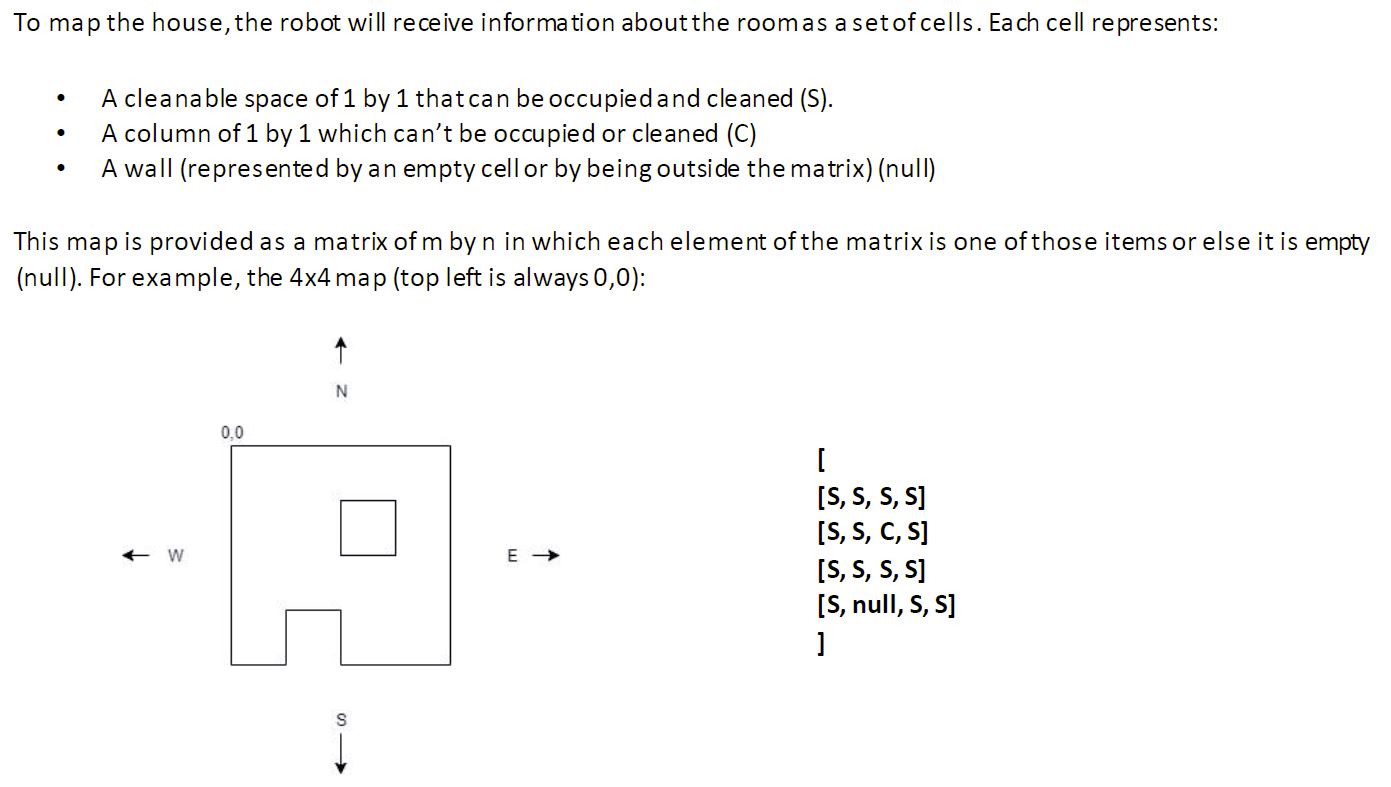 To map the house, the robot will receive information about the room as a set of cells. Each cell represents:
• A cleanable space of 1 by 1 that can be occupied and cleaned (S).
• A column of 1 by 1 which can’t be occupied or cleaned (C)
• A wall (represented by an empty cell or by being outside the matrix) (null)
This map is provided as a matrix of m by n in which each element of the matrix is one of those items or else it is empty
(null). For example, the 4x4 map (top left is always 0,0):
N
0,0
W
E
S
[
[S, S, S, S]
[S, S, C, S]
[S, S, S, S]
[S, null, S, S]
]